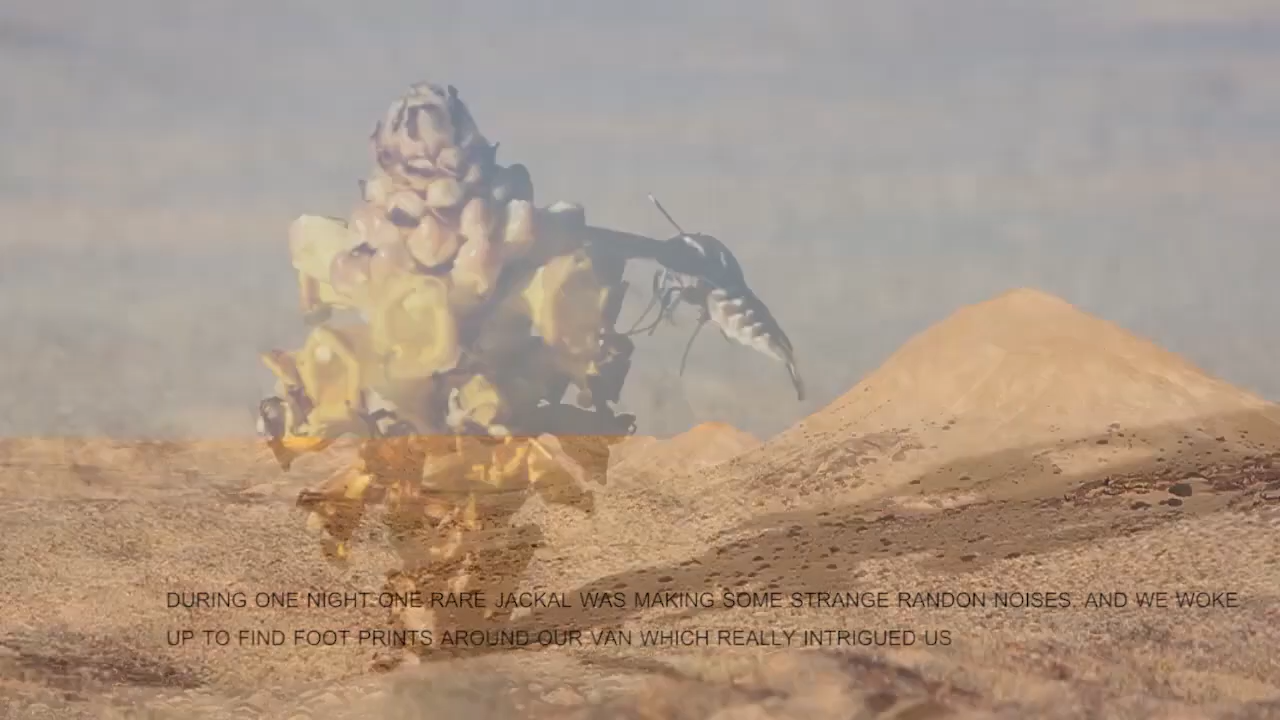 DURING ONE NIGHT ONE RARE JACKAL WAS MAKING SOME STRANGE RANDON NOISES. AND WE WOKE
UP TO FIND FOOT PRINTS AROUND OUR VAN WHICH REALLY INTRIGUED US